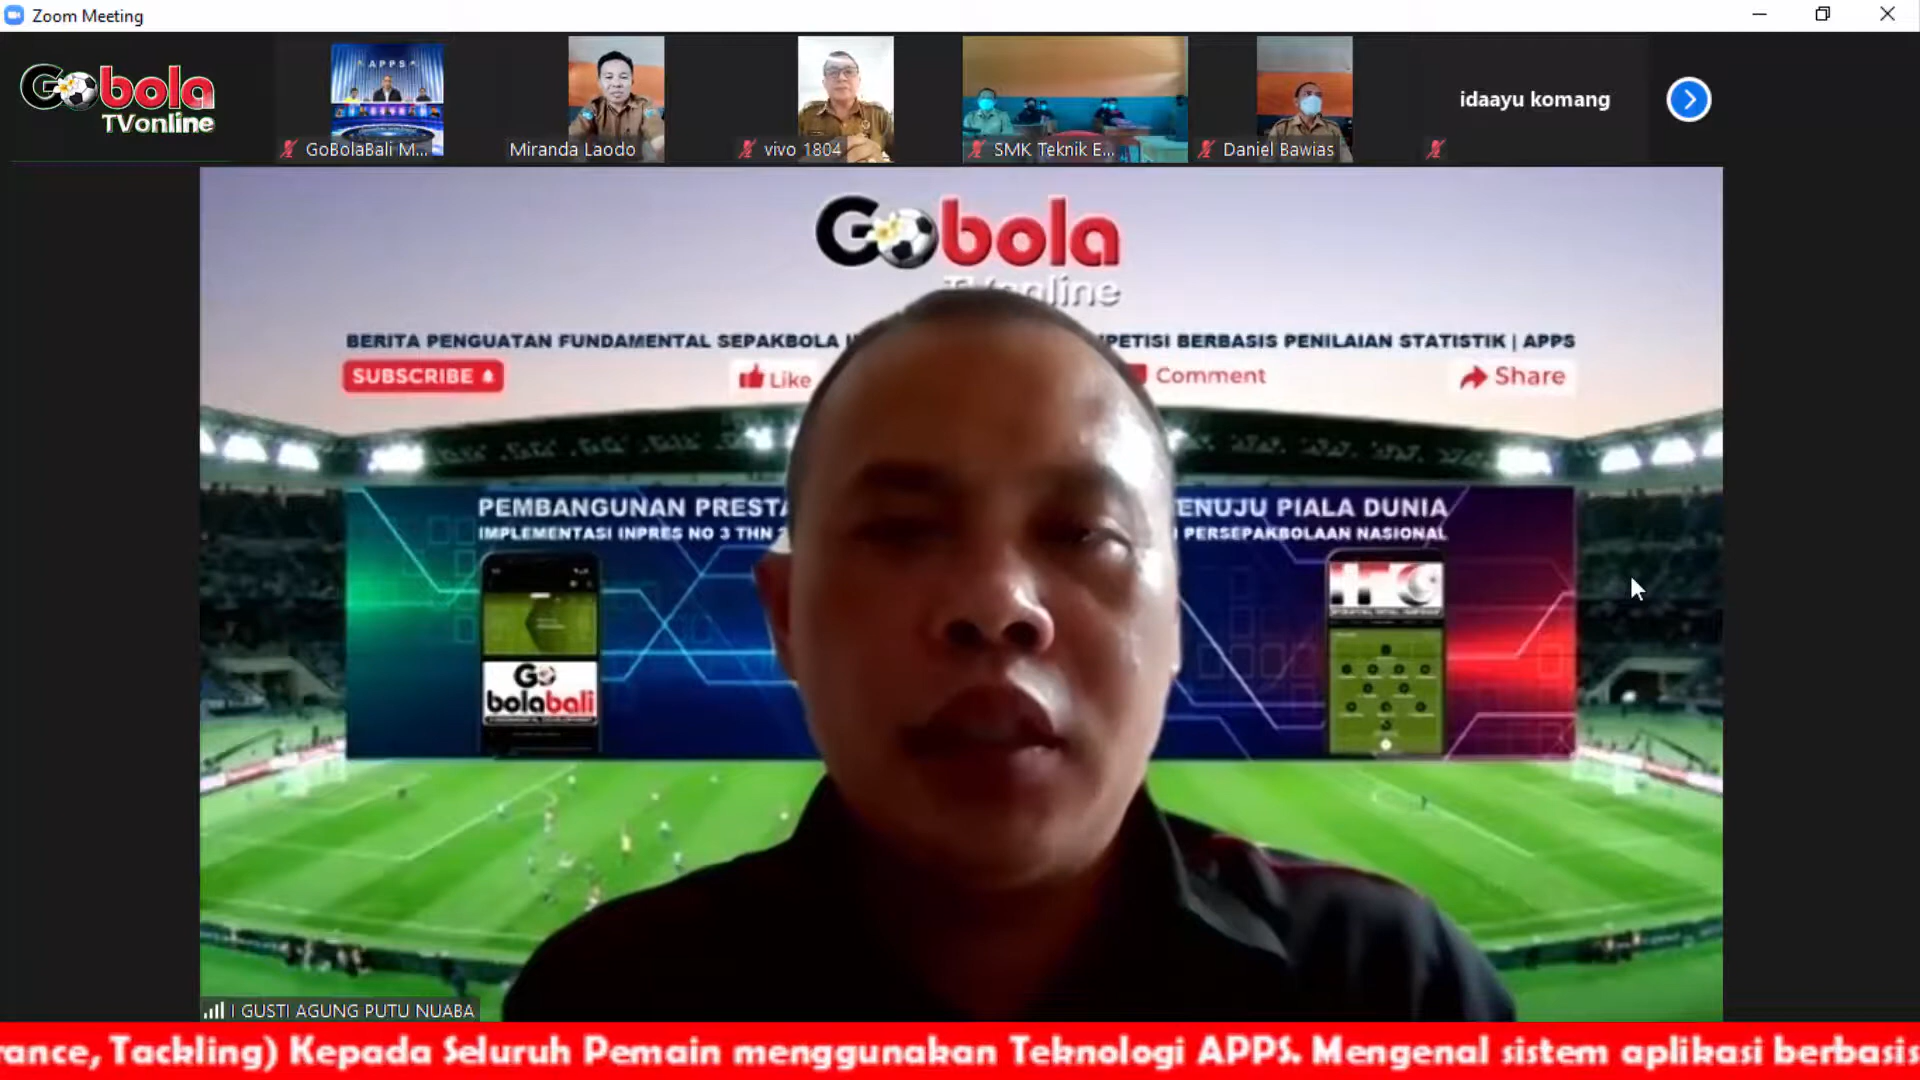 Zoom Meeting
Gobola
TVonline
APPS
GoBolaBali M...
Miranda Laodo
vivo 1804
SMK Teknik E...
Daniel Bawias
idaayu komang
Gobola
TVonline
BERITA PENGUATAN FUNDAMENTAL SEPAKBOLA
PETISI BERBASIS PENILAIAN STATISTIK | APPS
SUBSCRIBE
Like
Comment
Share
PEMBANGUNAN PRESTA
ENUJU PIALA DUNIA
IMPLEMENTASI INPRES NO 3 THN
PERSEPAKBOLAAN NASIONAL
Go
bolabali
I GUSTI AGUNG PUTU NUABA
rance, Tackling) Kepada Seluruh Pemain menggunakan Teknologi APPS. Mengenal sistem aplikasi berbasis